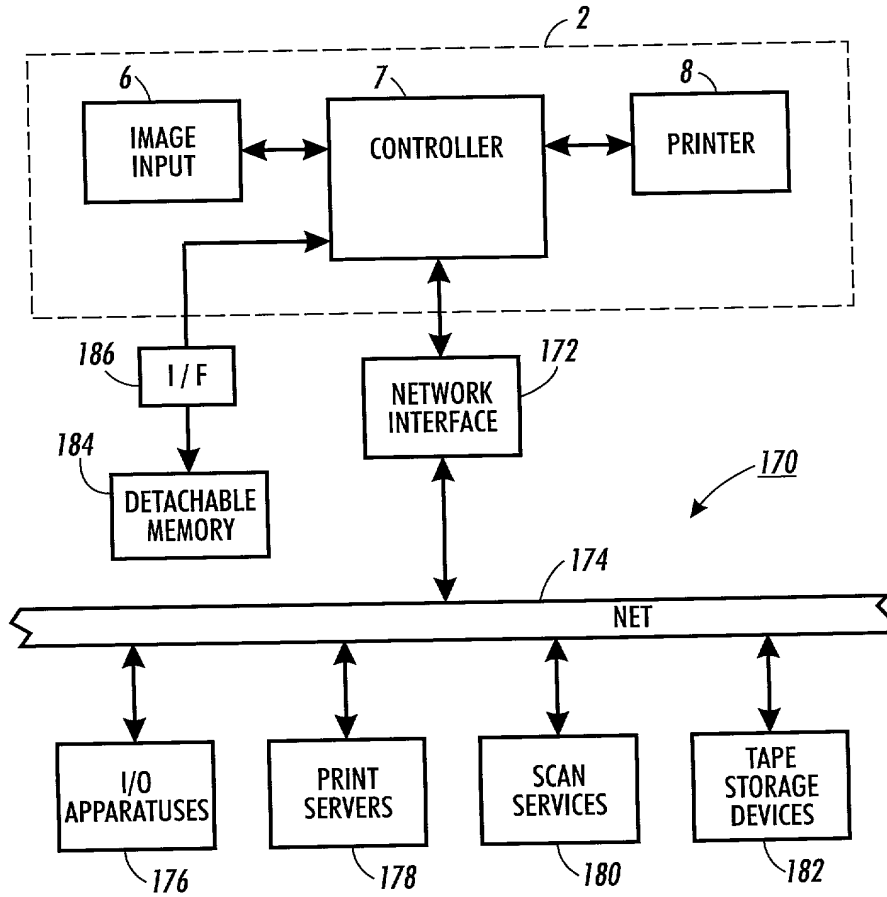 2
6
7
8
IMAGE
INPUT
CONTROLLER
PRINTER
186
I/F
172
NETWORK
INTERFACE
184
DETACHABLE
MEMORY
170
174
NET
I/O
APPARATUSES
PRINT
SERVERS
SCAN
SERVICES
TAPE
STORAGE
DEVICES
176
178
180
182